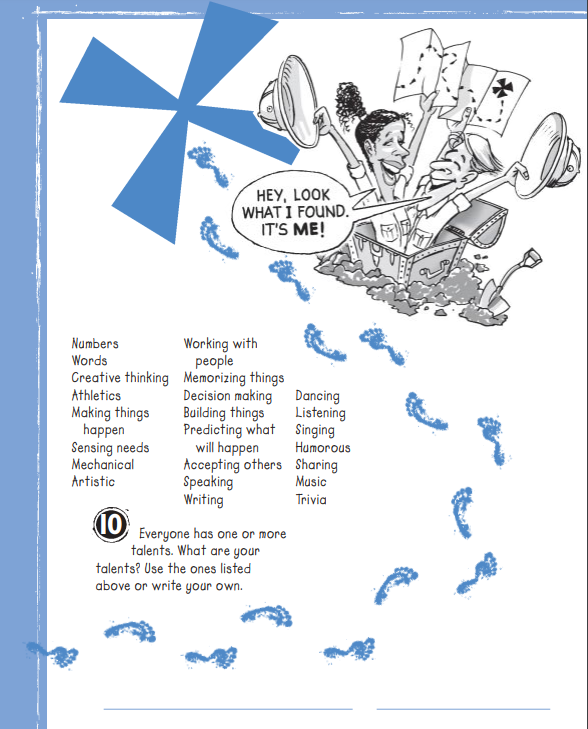 HEY, LOOK
WHAT I FOUND.
IT'S ME!
Numbers
Words
Creative thinking
Athletics
Making things
happen
Sensing needs
Mechanical
Artistic
Working with
people
Memorizing things
Decision making
Building things
Predicting what
will happen
Accepting others
Speaking
Writing
Dancing
Listening
Singing
Humorous
Sharing
Music
Trivia
10 Everyone has one or more
talents. What are your
talents? Use the ones listed
above or write your own.